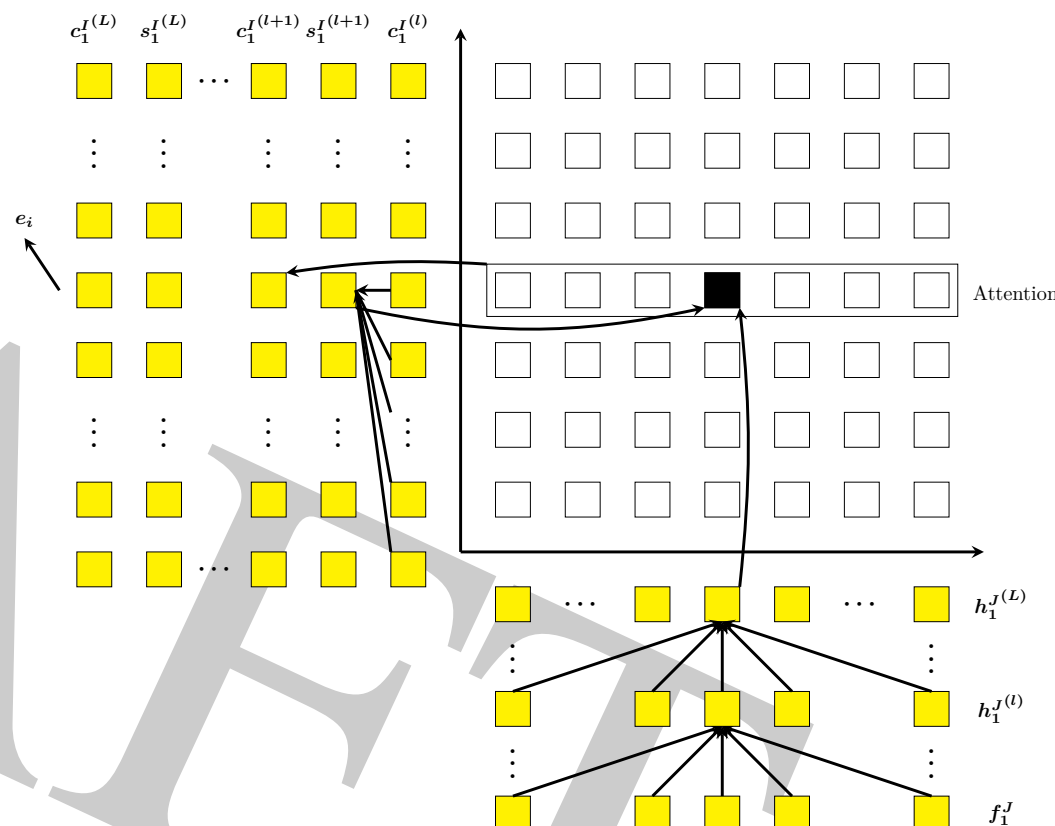 c_1^{I^{(L)}} s_1^{I^{(L)}} c_1^{I^{(l+1)}} s_1^{I^{(l+1)}} c_1^{I^{(l)}}
e_i
Attention
h_1^{J^{(L)}}
h_1^{J^{(l)}}
f_1^J